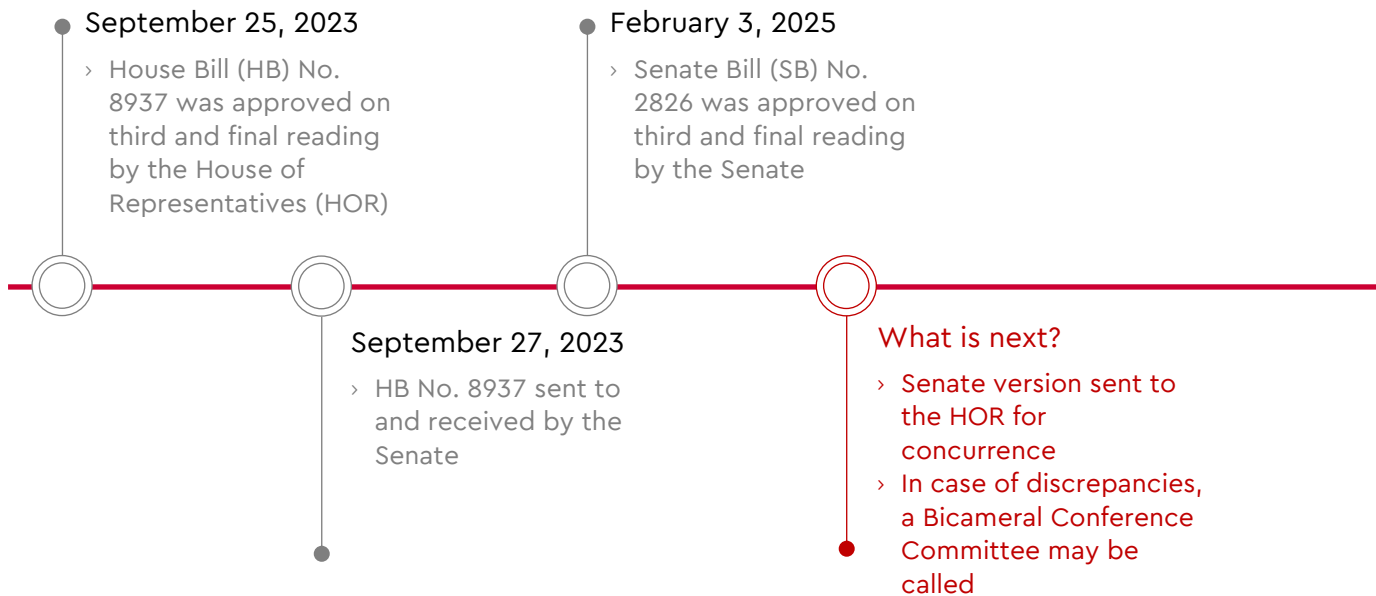 September 25, 2023
› House Bill (HB) No.
8937 was approved on
third and final reading
by the House of
Representatives (HOR)
September 27, 2023
› HB No. 8937 sent to
and received by the
Senate
February 3, 2025
› Senate Bill (SB) No.
2826 was approved on
third and final reading
by the Senate
What is next?
› Senate version sent to
the HOR for
concurrence
› In case of discrepancies,
a Bicameral Conference
Committee may be
called